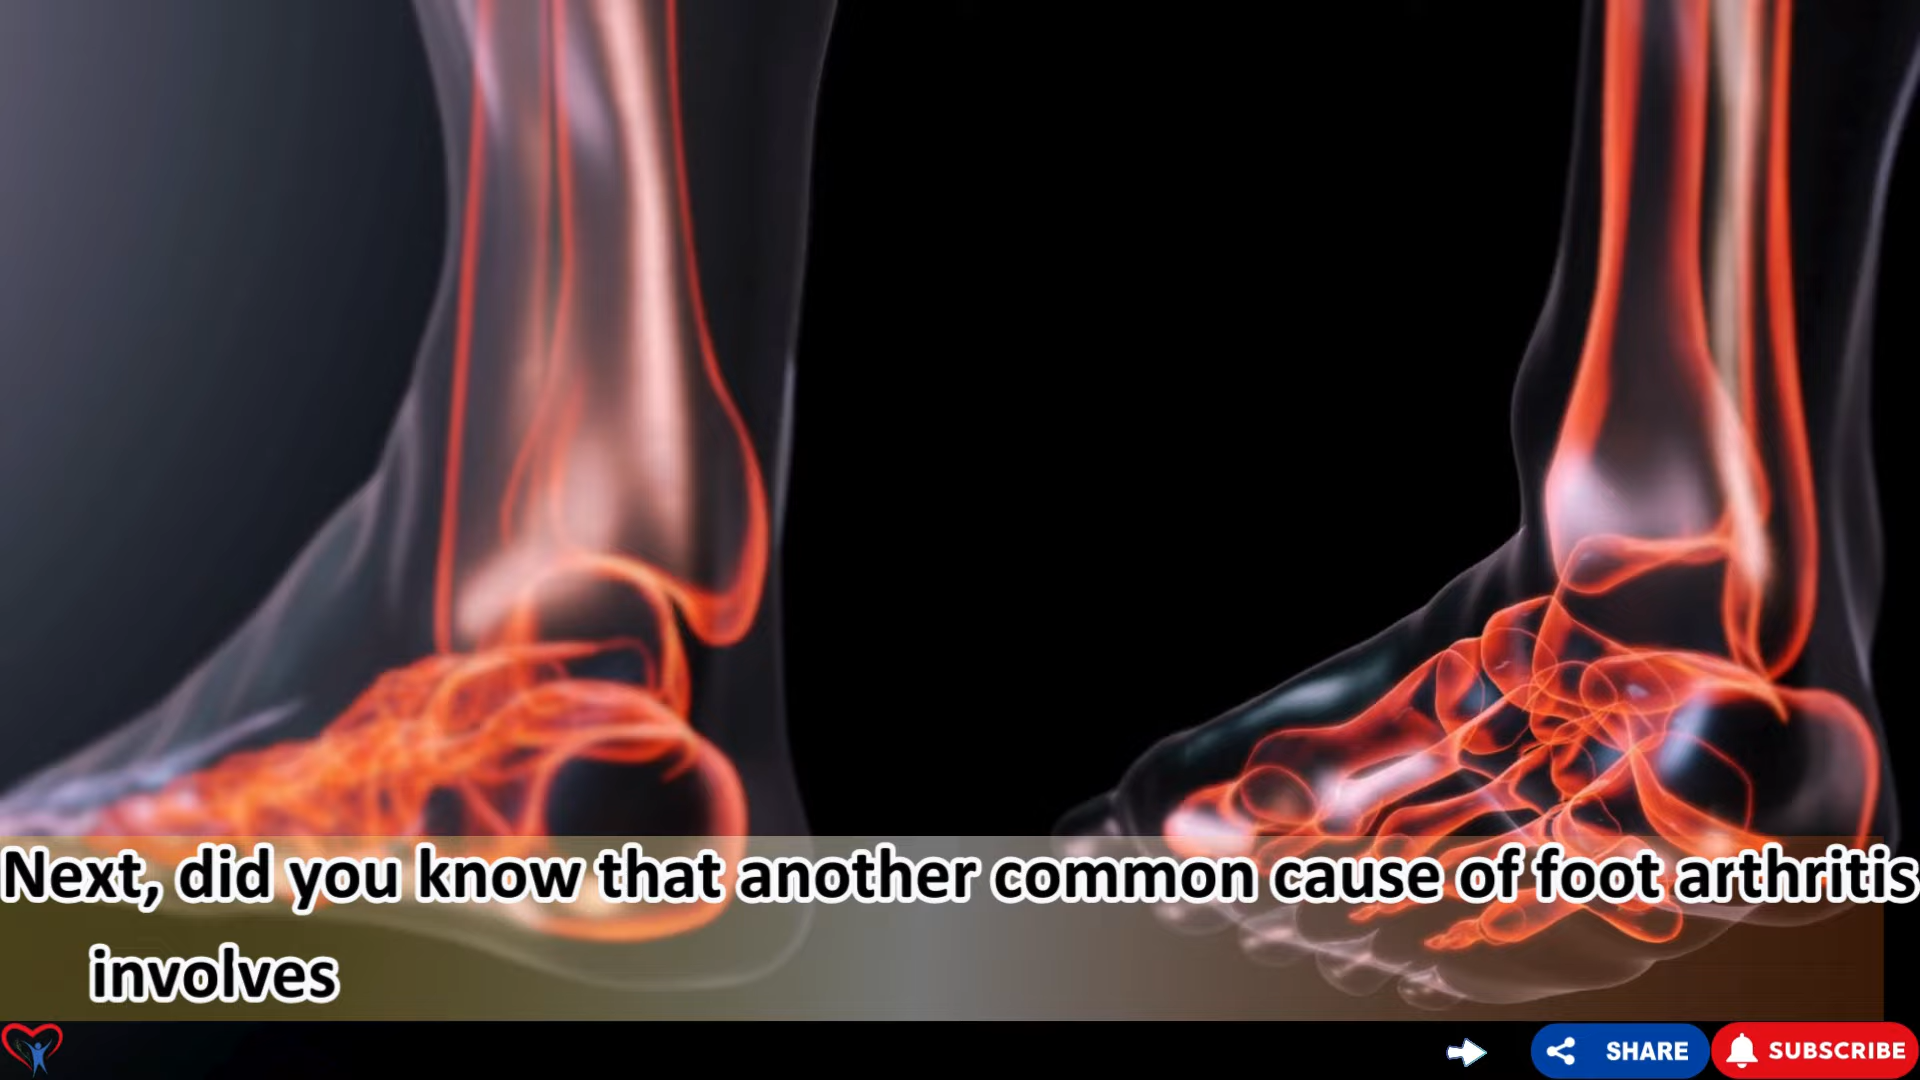 Next, did you know that another common cause of foot arthritis
involves
SHARE
SUBSCRIBE